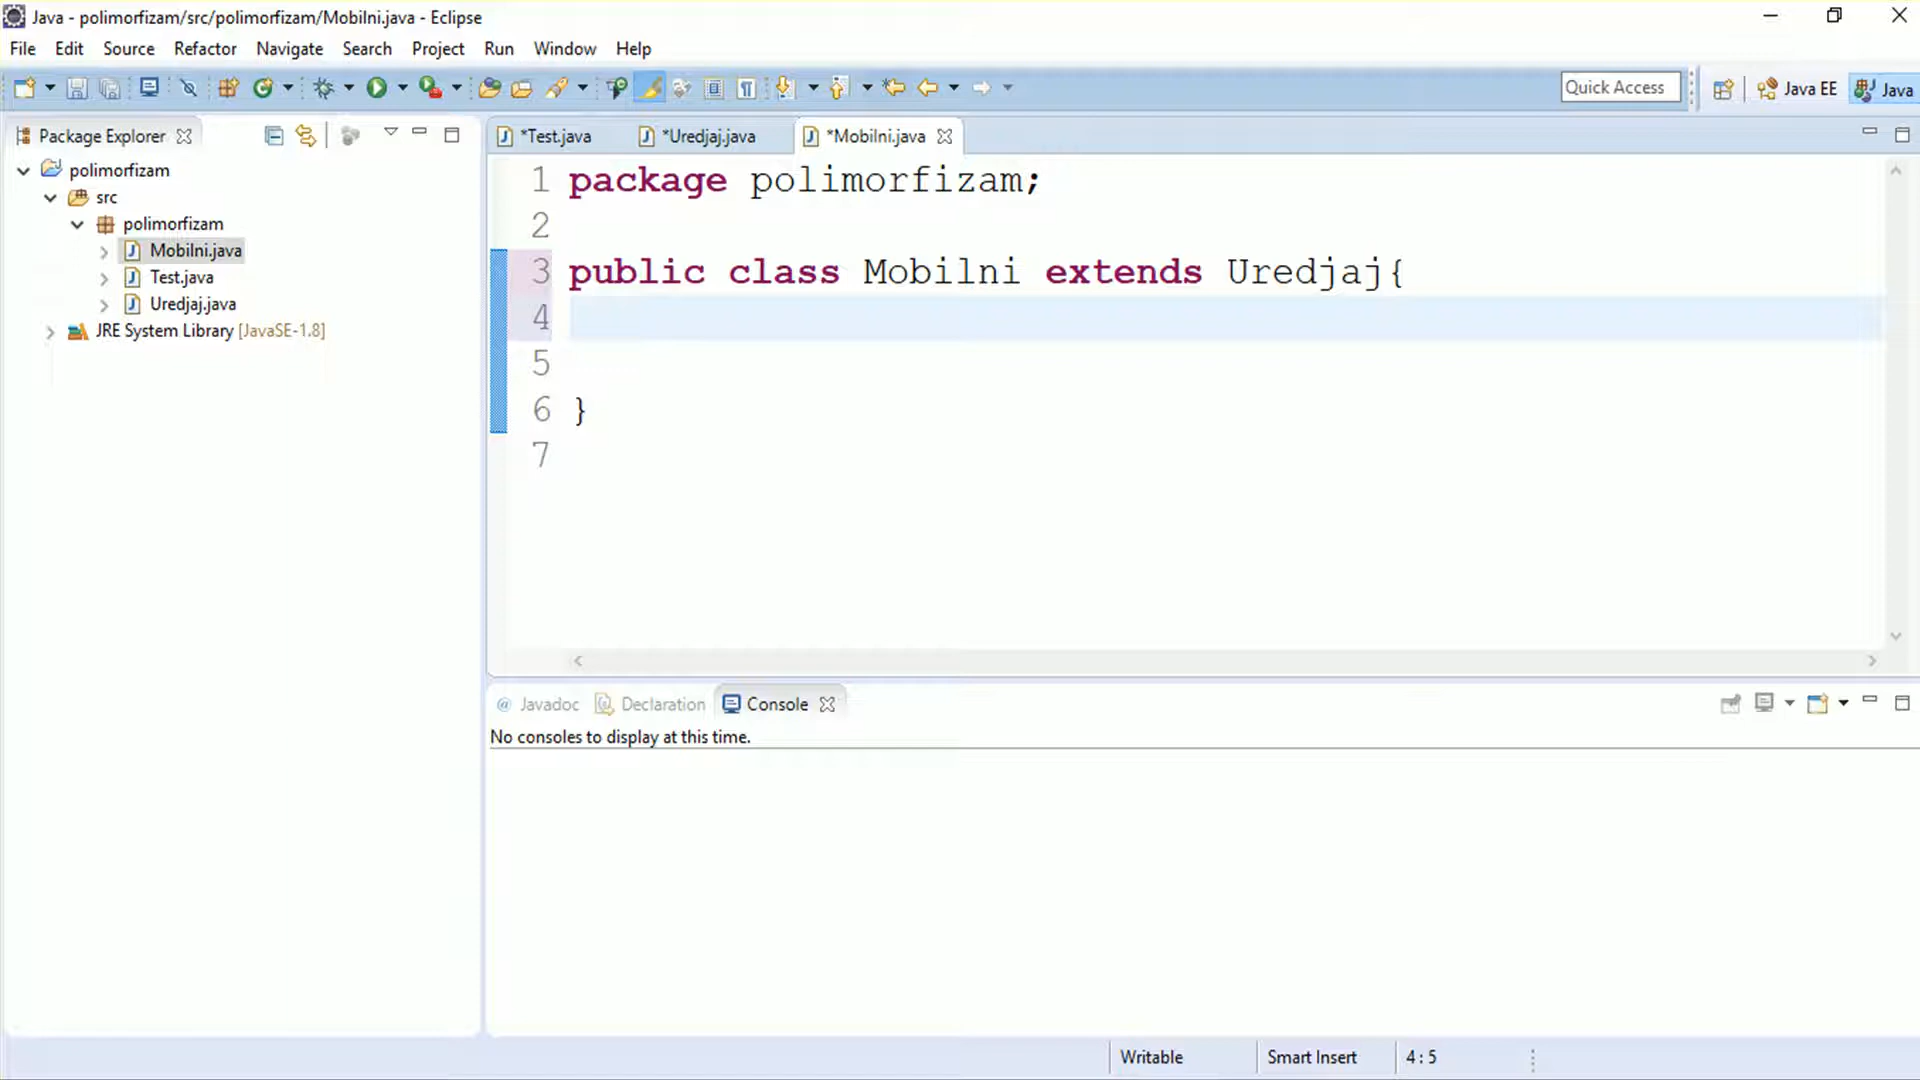 Java - polimorfizam/src/polimorfizam/Mobilni.java - Eclipse
File Edit Source Refactor Navigate Search Project Run Window Help
Quick Access Java EE Java
Package Explorer
polimorfizam
src
polimorfizam
Mobilni.java
Test.java
Uredjaj.java
JRE System Library [JavaSE-1.8]
*Test.java *Uredjaj.java *Mobilni.java
1 package polimorfizam;
2
3 public class Mobilni extends Uredjaj{
4
5
6 }
7
@ Javadoc Declaration Console
No consoles to display at this time.
Writable Smart Insert 4 : 5